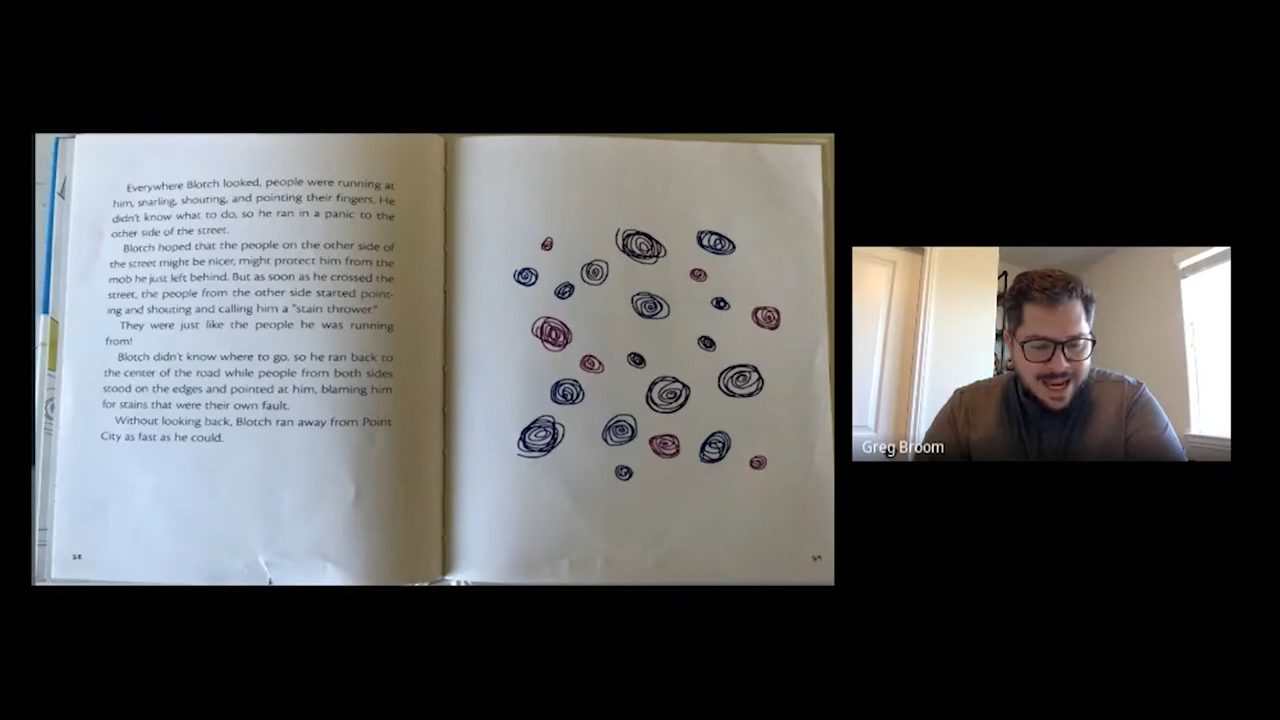 Everywhere Blotch looked, people were running at
him, snarling, shouting, and pointing their fingers. He
didn't know what to do, so he ran in a panic to the
other side of the street.
Blotch hoped that the people on the other side of
the street might be nicer, might protect him from the
mob he just left behind. But as soon as he crossed the
street, the people from the other side started point-
ing and shouting and calling him a "stain thrower."
They were just like the people he was running
from!
Blotch didn't know where to go, so he ran back to
the center of the road while people from both sides
stood on the edges and pointed at him, blaming him
for stains that were their own fault.
Without looking back, Blotch ran away from Point
City as fast as he could.
28
29
Greg Broom